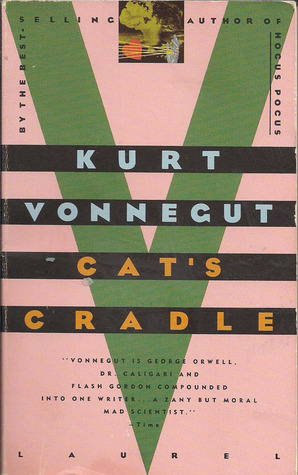 BY THE BEST-
SELLING AUTHOR OF
HOCUS POCUS
KURT
VONNEGUT
CAT'S
CRADLE
"VONNEGUT IS GEORGE ORWELL,
DR. CALIGARI AND
FLASH GORDON COMPOUNDED
INTO ONE WRITER...A ZANY BUT MORAL
MAD SCIENTIST."
—Time
LAUREL